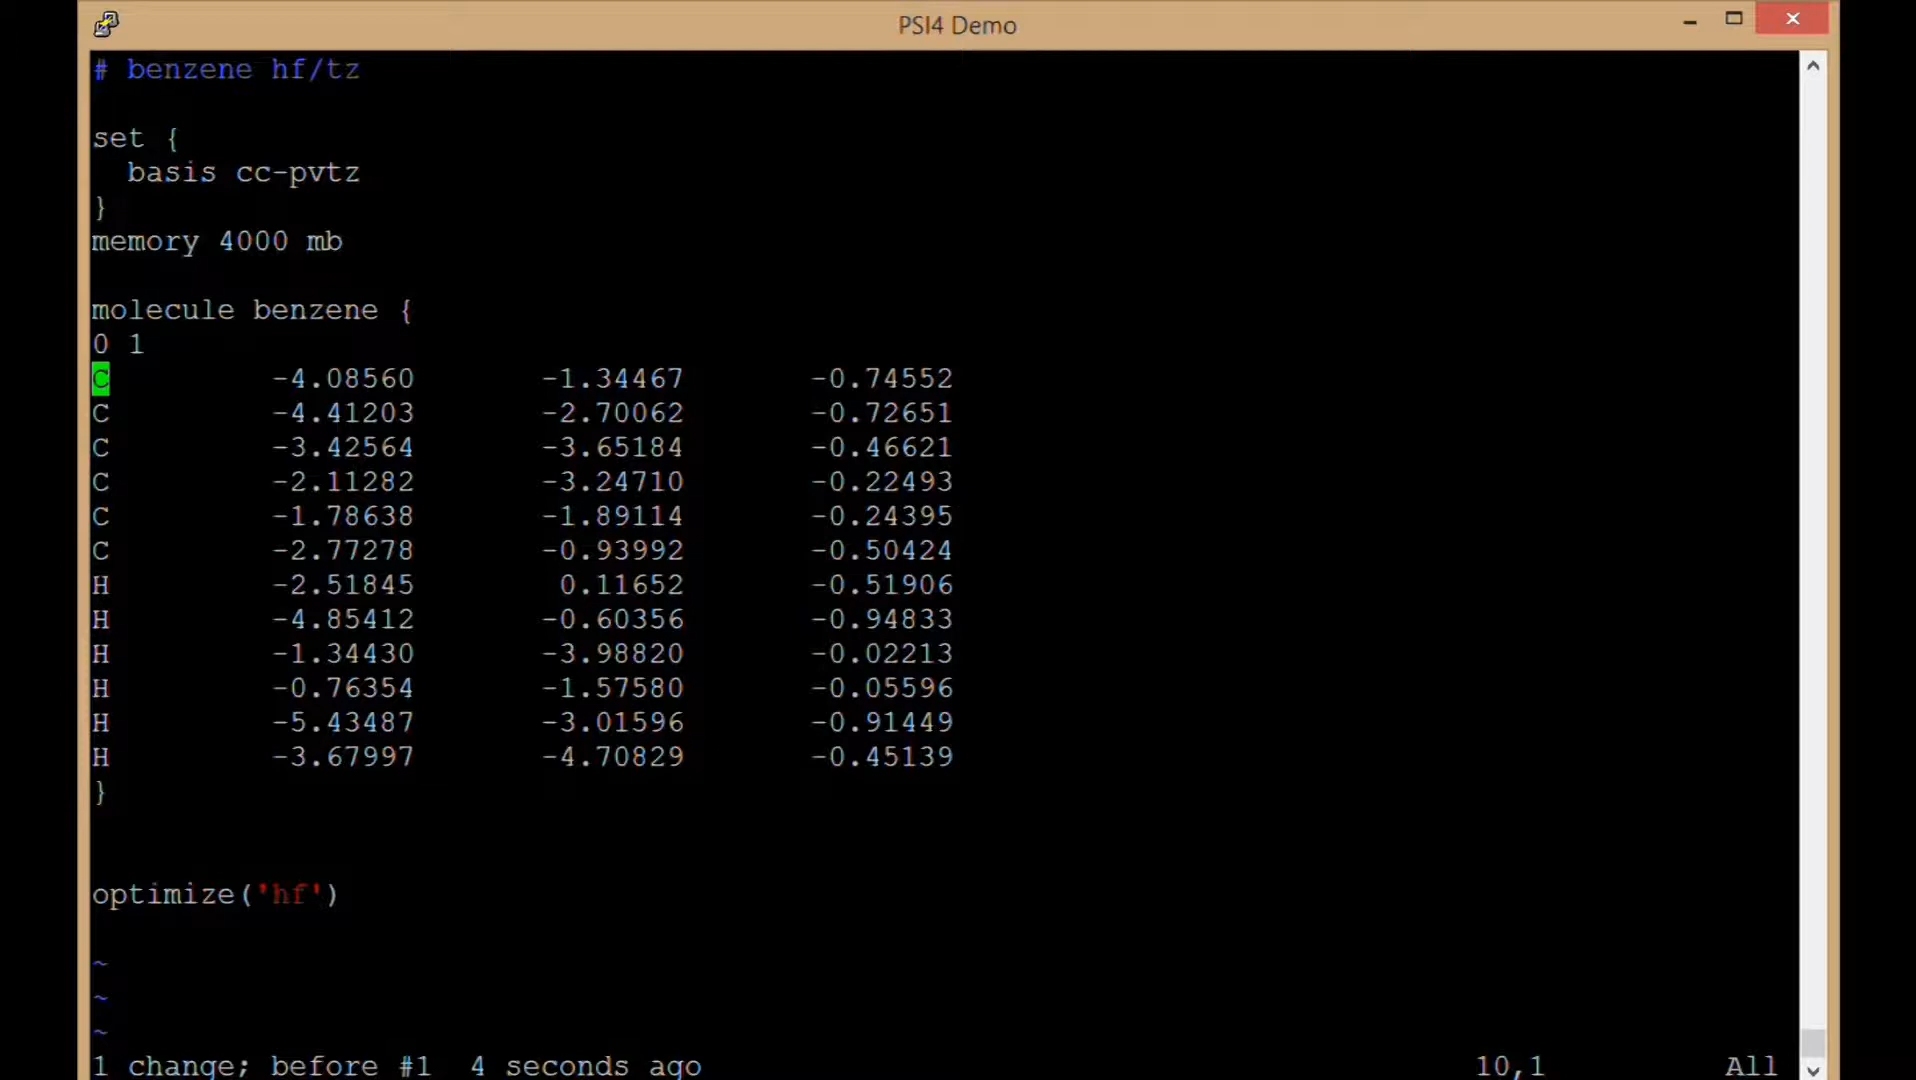 PSI4 Demo
# benzene hf/tz
set {
  basis cc-pvtz
}
memory 4000 mb
molecule benzene {
0 1
C         -4.08560       -1.34467       -0.74552
C         -4.41203       -2.70062       -0.72651
C         -3.42564       -3.65184       -0.46621
C         -2.11282       -3.24710       -0.22493
C         -1.78638       -1.89114       -0.24395
C         -2.77278       -0.93992       -0.50424
H         -2.51845        0.11652       -0.51906
H         -4.85412       -0.60356       -0.94833
H         -1.34430       -3.98820       -0.02213
H         -0.76354       -1.57580       -0.05596
H         -5.43487       -3.01596       -0.91449
H         -3.67997       -4.70829       -0.45139
}
optimize('hf')
~
~
~
1 change; before #1  4 seconds ago                                           10,1          All